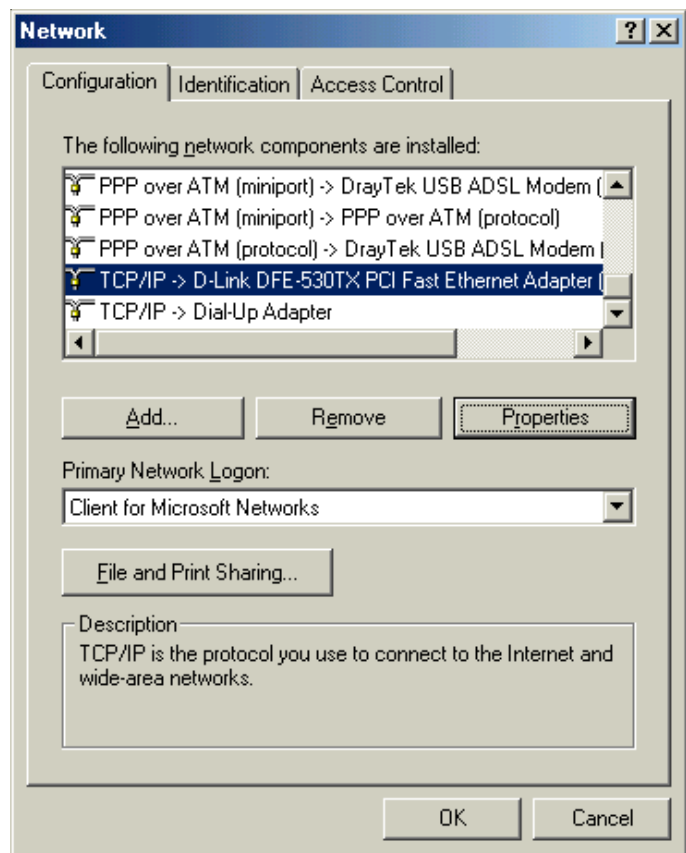 Network
Configuration Identification Access Control
The following network components are installed:
PPP over ATM (miniport) -> DrayTek USB ADSL Modem (
PPP over ATM (miniport) -> PPP over ATM (protocol)
PPP over ATM (protocol) -> DrayTek USB ADSL Modem
TCP/IP -> D-Link DFE-530TX PCI Fast Ethernet Adapter (
TCP/IP -> Dial-Up Adapter
Add... Remove Properties
Primary Network Logon:
Client for Microsoft Networks
File and Print Sharing...
Description
TCP/IP is the protocol you use to connect to the Internet and
wide-area networks.
OK Cancel